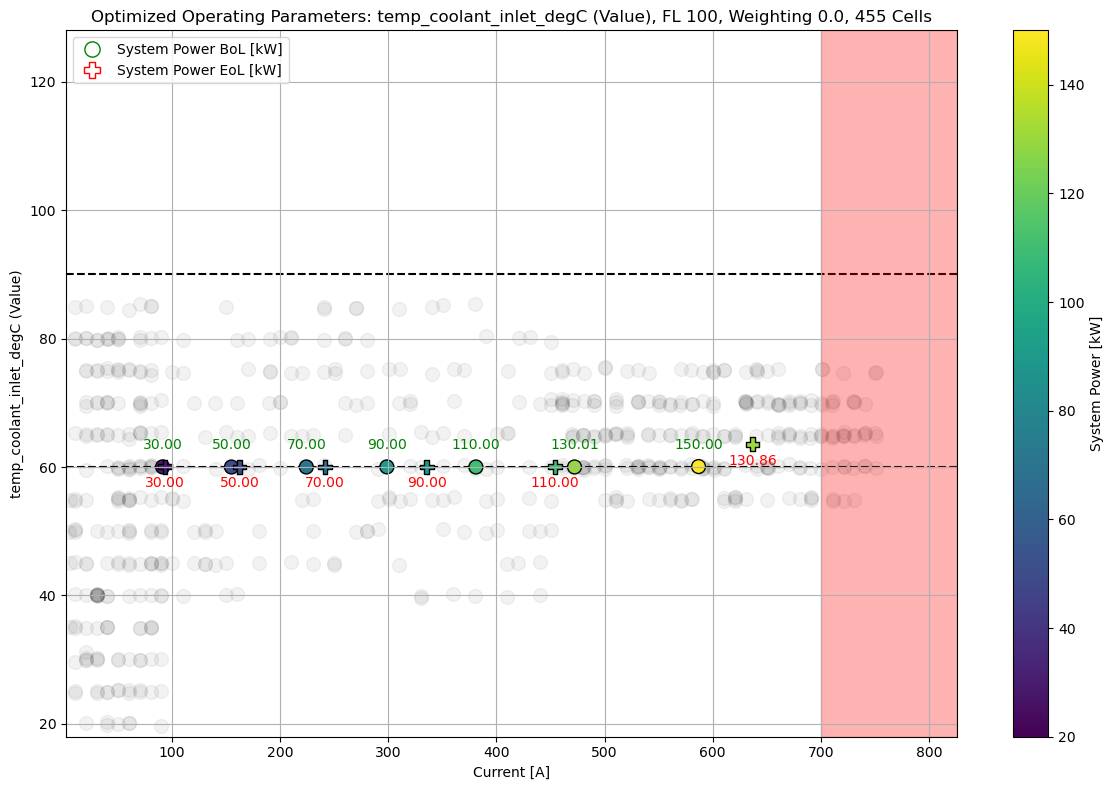 Optimized Operating Parameters: temp_coolant_inlet_degC (Value), FL 100, Weighting 0.0, 455 Cells
System Power BoL [kW]
System Power EoL [kW]
temp_coolant_inlet_degC (Value)
120
100
80
60
40
20
30.00 50.00 70.00 90.00 110.00 130.01 150.00
130.86
30.00 50.00 70.00 90.00 110.00
100 200 300 400 500 600 700 800
Current [A]
140
120
100
80
60
40
20
System Power [kW]